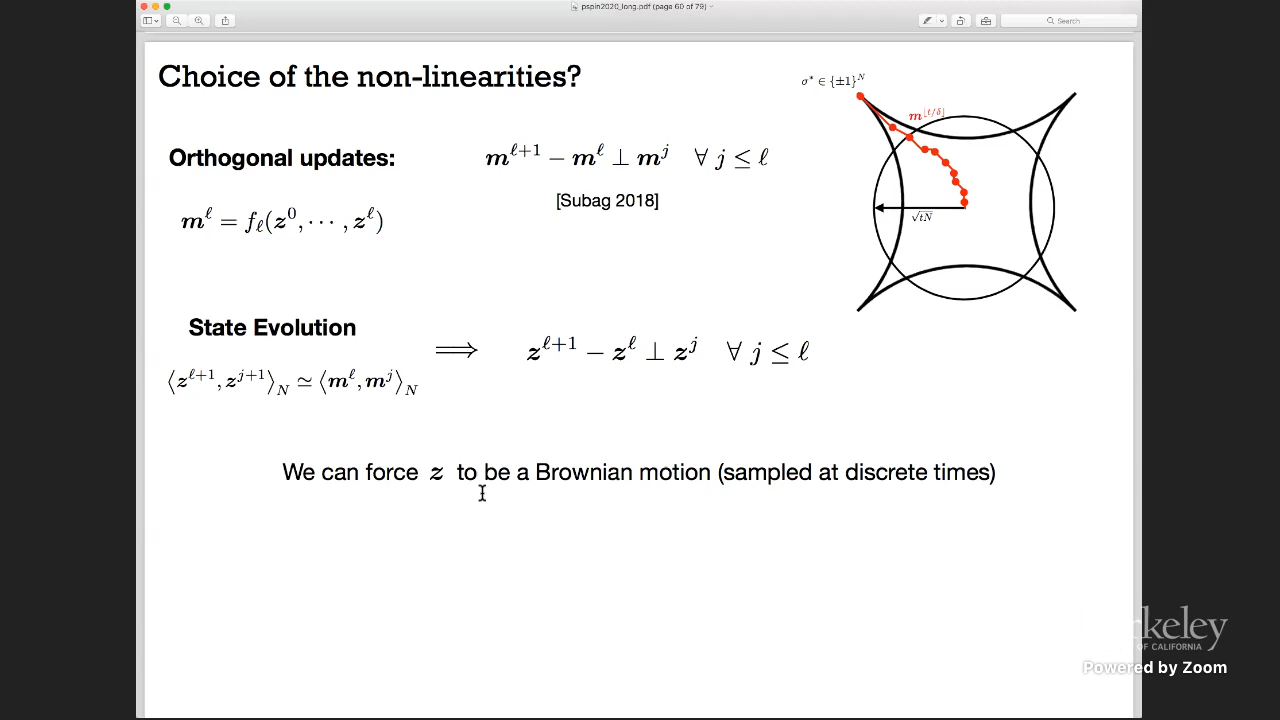 pspin2020_long.pdf (page 60 of 79)
Search
Choice of the non-linearities?
σ* ∈ {±1}^N
m^{⌊t/δ⌋}
√tN
Orthogonal updates:
m^{ℓ+1} − m^ℓ ⊥ m^j ∀ j ≤ ℓ
[Subag 2018]
m^ℓ = f_ℓ(z^0, ⋯ , z^ℓ)
State Evolution
⟹ z^{ℓ+1} − z^ℓ ⊥ z^j ∀ j ≤ ℓ
⟨z^{ℓ+1}, z^{j+1}⟩_N ≃ ⟨m^ℓ, m^j⟩_N
We can force z to be a Brownian motion (sampled at discrete times)
rkeley
OF CALIFORNIA
Powered by Zoom